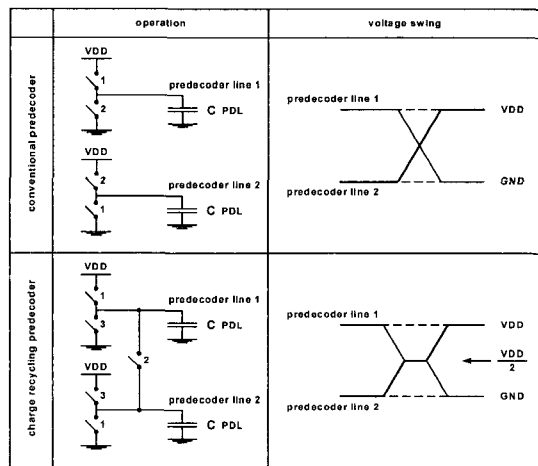 operation
voltage swing
conventional predecoder
VDD
1
2
predecoder line 1
C PDL
VDD
2
1
predecoder line 2
C PDL
predecoder line 1
VDD
predecoder line 2
GND
charge recycling predecoder
VDD
1
3
predecoder line 1
C PDL
2
VDD
3
1
predecoder line 2
C PDL
predecoder line 1
VDD
VDD
2
predecoder line 2
GND